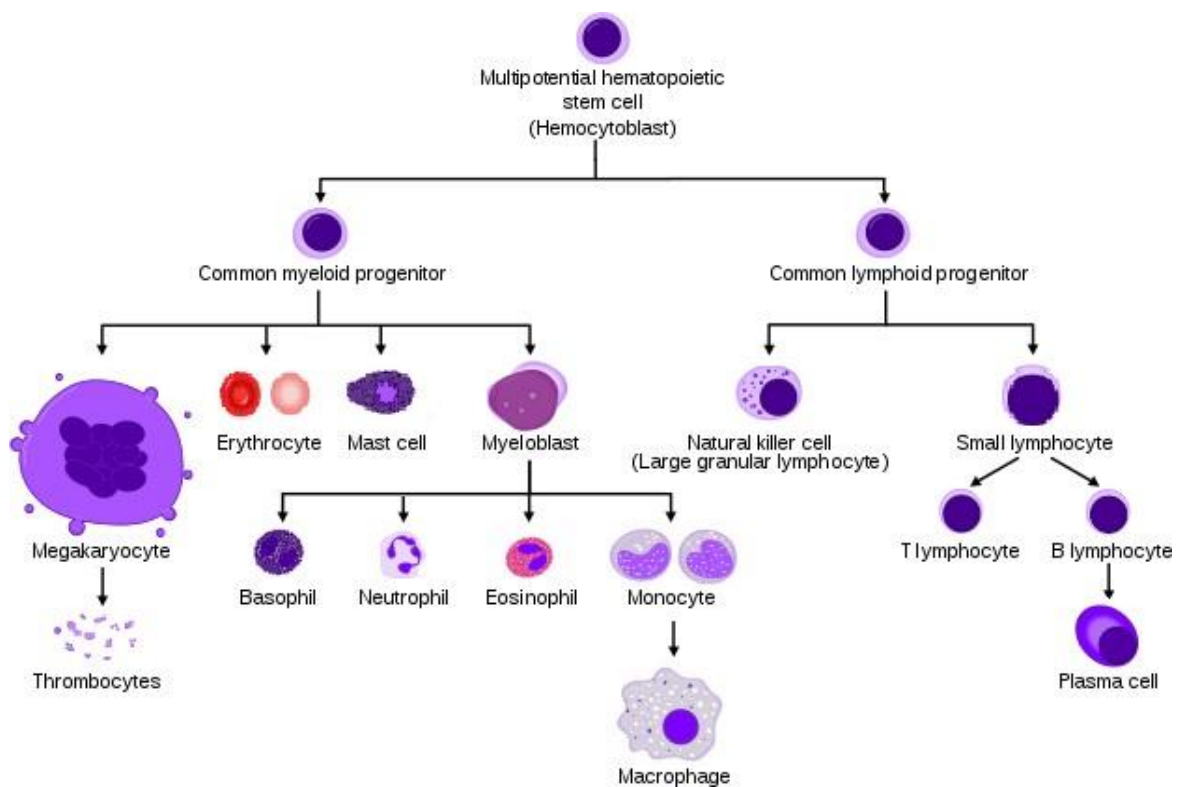 Multipotential hematopoietic
stem cell
(Hemocytoblast)
Common myeloid progenitor
Common lymphoid progenitor
Erythrocyte
Mast cell
Myeloblast
Natural killer cell
(Large granular lymphocyte)
Small lymphocyte
Megakaryocyte
T lymphocyte
B lymphocyte
Basophil
Neutrophil
Eosinophil
Monocyte
Thrombocytes
Plasma cell
Macrophage